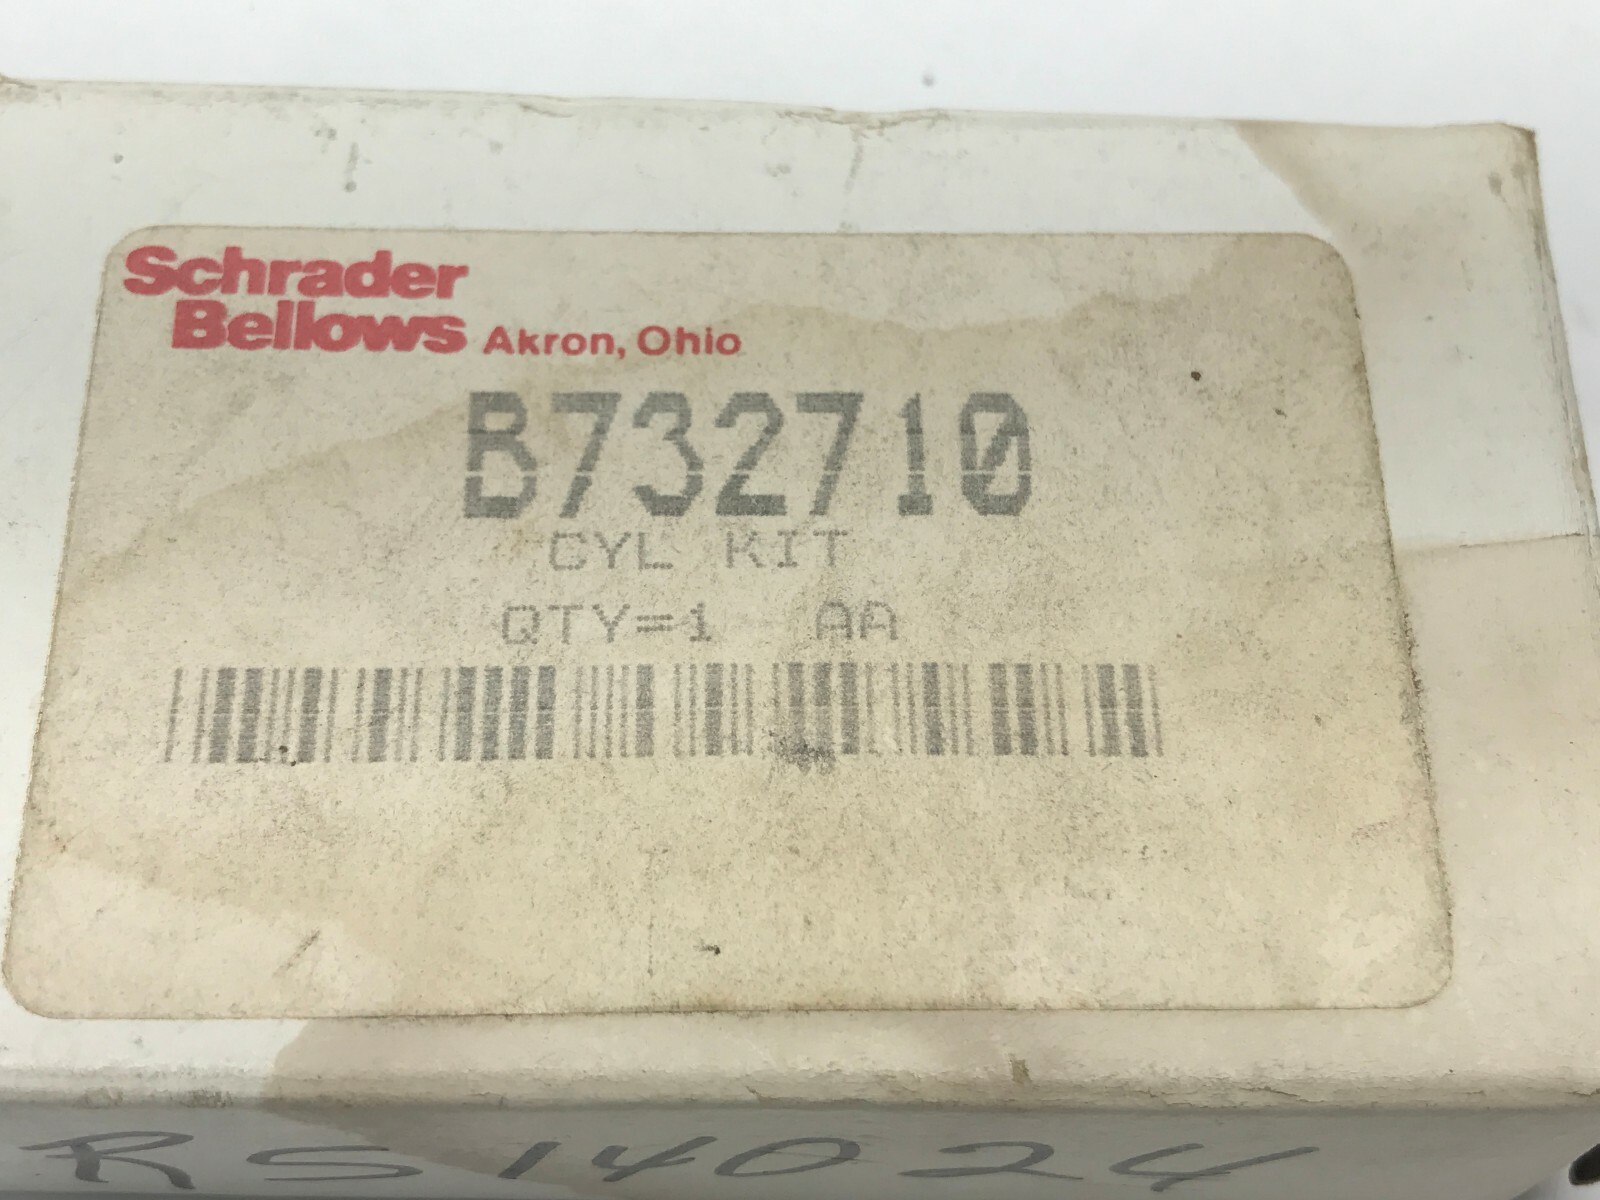 Schrader
Bellows Akron, Ohio
B732710
CYL KIT
QTY=1 AA
RS14024